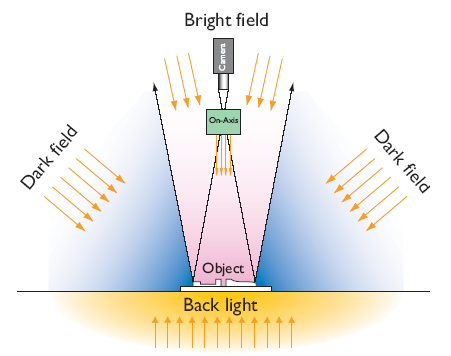 Bright field
Camera
On-Axis
Dark field
Dark field
Object
Back light